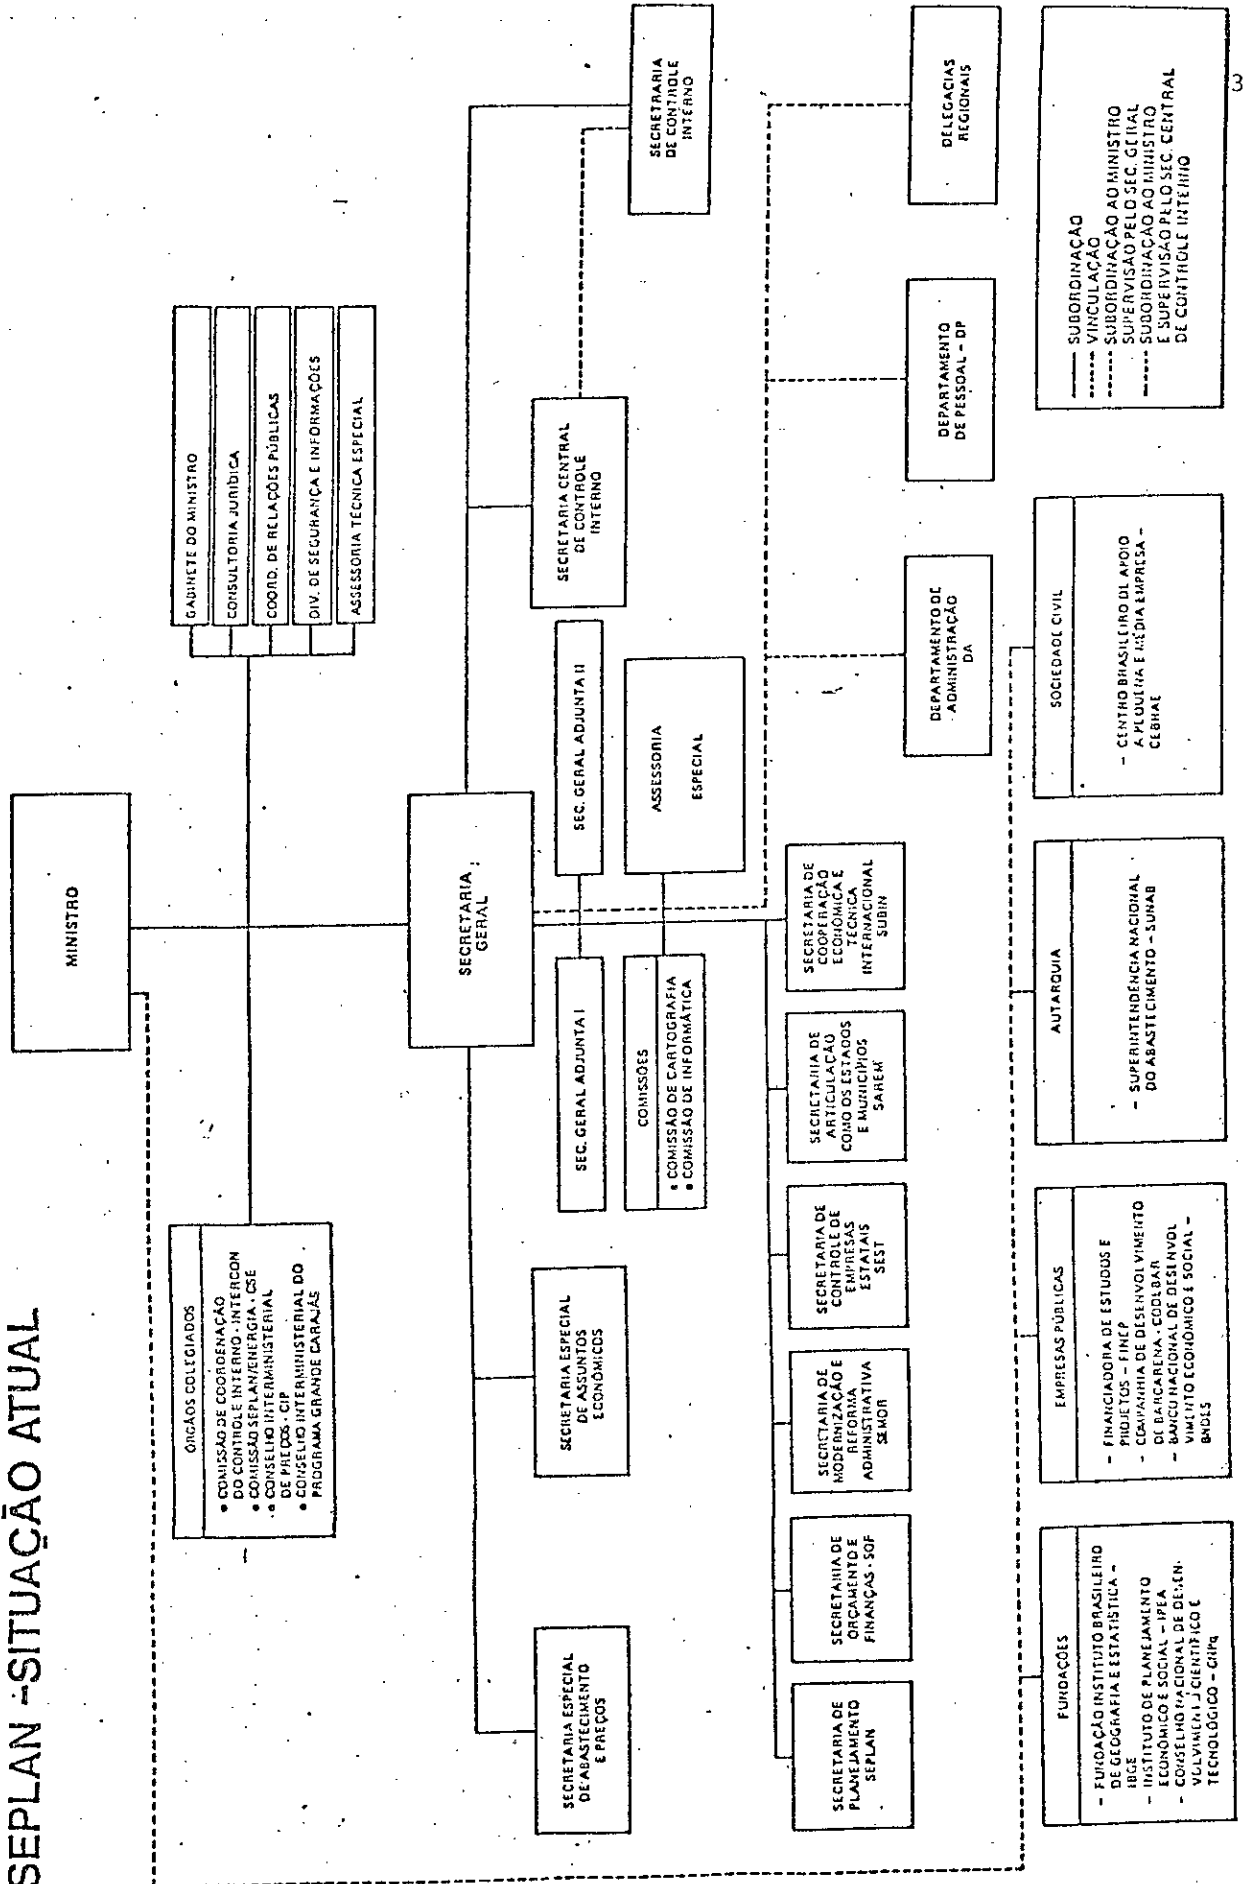 SEPLAN - SITUAÇÃO ATUAL
MINISTRO
ÓRGÃOS COLEGIADOS
• COMISSÃO DE COORDENAÇÃO
DO CONTROLE INTERNO - INTERCON
• COMISSÃO SEPLAN/ENERGIA - CSE
• CONSELHO INTERMINISTERIAL
DE PREÇOS - CIP
• CONSELHO INTERMINISTERIAL DO
PROGRAMA GRANDE CARAJÁS
GABINETE DO MINISTRO
CONSULTORIA JURÍDICA
COORD. DE RELAÇÕES PÚBLICAS
DIV. DE SEGURANÇA E INFORMAÇÕES
ASSESSORIA TÉCNICA ESPECIAL
SECRETARIA
GERAL
SECRETARIA ESPECIAL
DE ABASTECIMENTO
E PREÇOS
SECRETARIA ESPECIAL
DE ASSUNTOS
ECONÔMICOS
SEC. GERAL ADJUNTA I
SEC. GERAL ADJUNTA II
COMISSÕES
• COMISSÃO DE CARTOGRAFIA
• COMISSÃO DE INFORMÁTICA
ASSESSORIA
ESPECIAL
SECRETARIA CENTRAL
DE CONTROLE
INTERNO
SECRETRARIA
DE CONTROLE
INTERNO
SECRETARIA DE
PLANEJAMENTO
SEPLAN
SECRETARIA DE
ORÇAMENTO E
FINANÇAS - SOF
SECRETARIA DE
MODERNIZAÇÃO E
REFORMA
ADMINISTRATIVA
SEMOR
SECRETARIA DE
CONTROLE DE
EMPRESAS
ESTATAIS
SEST
SECRETARIA DE
ARTICULAÇÃO
COMO OS ESTADOS
E MUNICÍPIOS
SAREM
SECRETARIA DE
COOPERAÇÃO
ECONÔMICA E
TÉCNICA
INTERNACIONAL
SUBIN
DEPARTAMENTO DE
ADMINISTRAÇÃO
DA
DEPARTAMENTO
DE PESSOAL - DP
DELEGACIAS
REGIONAIS
FUNDAÇÕES
- FUNDAÇÃO INSTITUTO BRASILEIRO
DE GEOGRAFIA E ESTATÍSTICA -
IBGE
- INSTITUTO DE PLANEJAMENTO
ECONÔMICO E SOCIAL - IPEA
- CONSELHO NACIONAL DE DESEN-
VOLVIMENTO CIENTÍFICO E
TECNOLÓGICO - CNPq
EMPRESAS PÚBLICAS
- FINANCIADORA DE ESTUDOS E
PROJETOS - FINEP
- COMPANHIA DE DESENVOLVIMENTO
DE BARCARENA - CODEBAR
- BANCO NACIONAL DE DESENVOL
VIMENTO ECONÔMICO E SOCIAL -
BNDES
AUTARQUIA
- SUPERINTENDÊNCIA NACIONAL
DO ABASTECIMENTO - SUNAB
SOCIEDADE CIVIL
- CENTRO BRASILEIRO DE APOIO
A PEQUENA E MÉDIA EMPRESA -
CEBRAE
SUBORDINAÇÃO
VINCULAÇÃO
SUBORDINAÇÃO AO MINISTRO
SUPERVISÃO PELO SEC. GERAL
SUBORDINAÇÃO AO MINISTRO
E SUPERVISÃO PELO SEC. CENTRAL
DE CONTROLE INTERNO
3